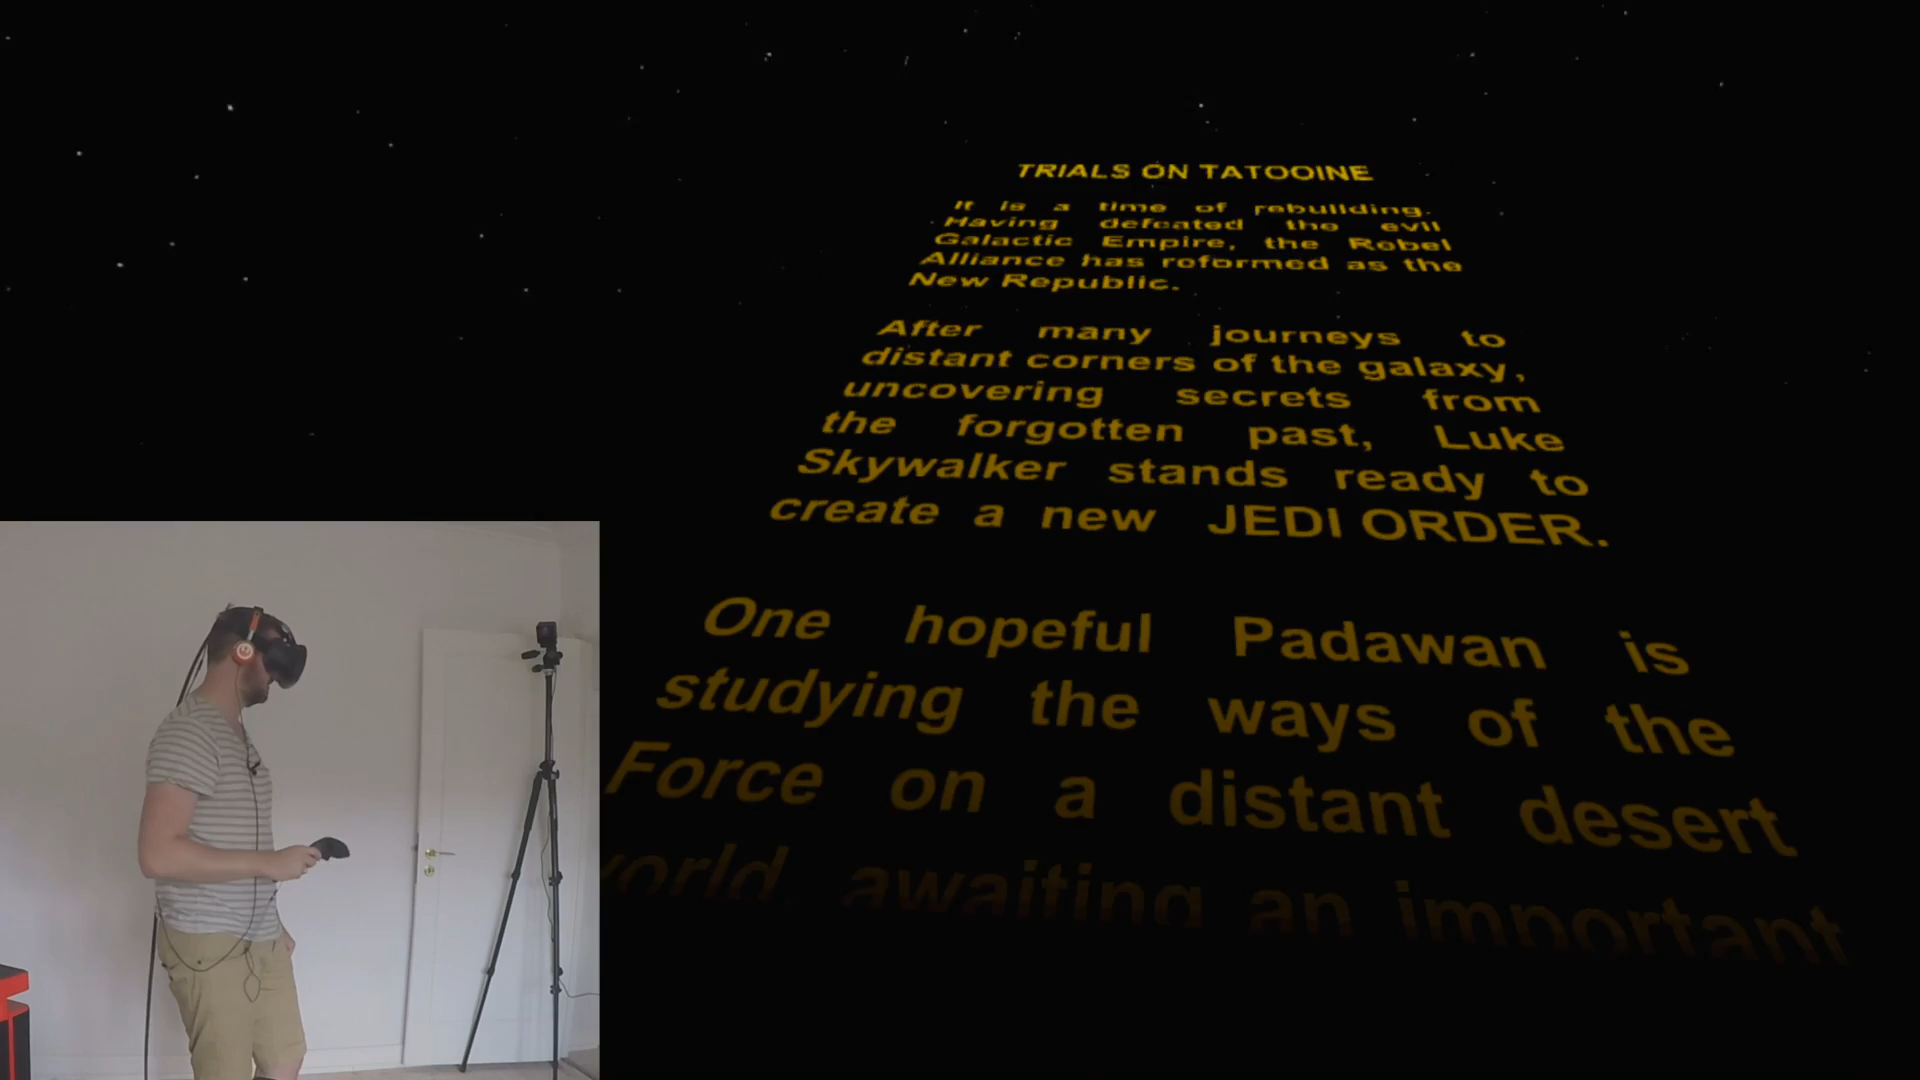 TRIALS ON TATOOINE
It is a time of rebuilding.
Having defeated the evil
Galactic Empire, the Rebel
Alliance has reformed as the
New Republic.
After many journeys to
distant corners of the galaxy,
uncovering secrets from
the forgotten past, Luke
Skywalker stands ready to
create a new JEDI ORDER.
One hopeful Padawan is
studying the ways of the
Force on a distant desert
world, awaiting an important